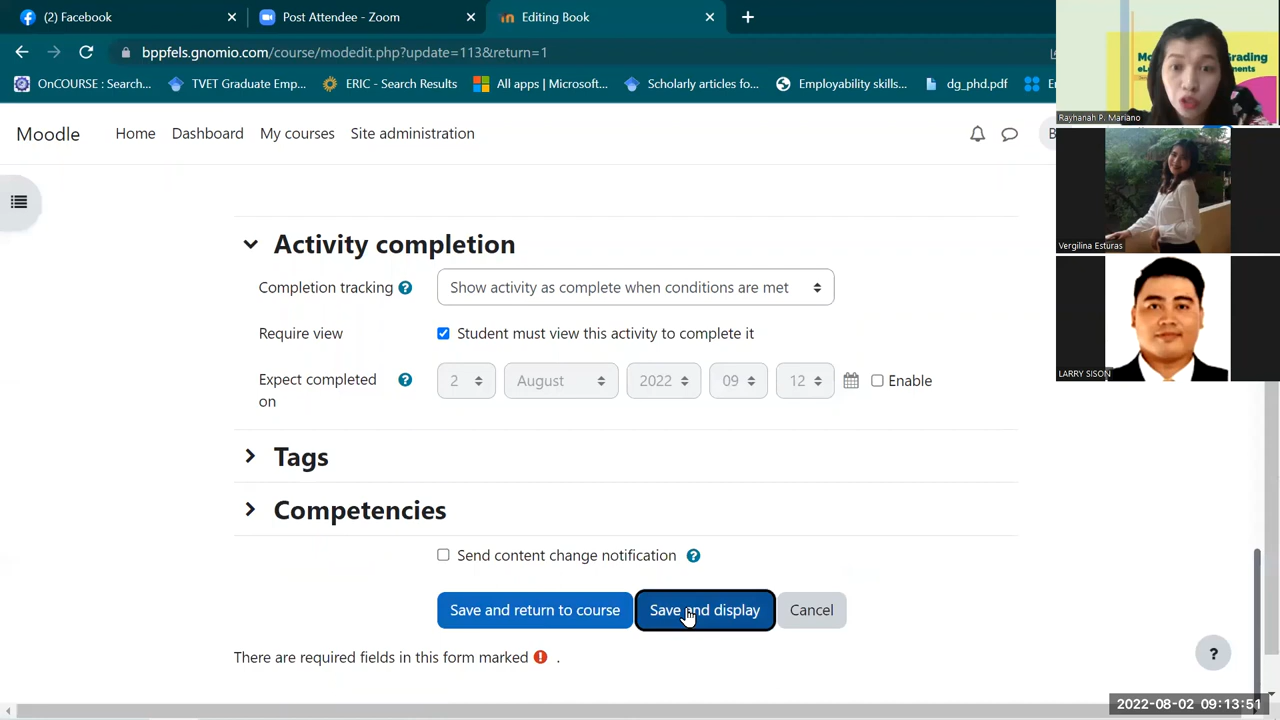 (2) Facebook
Post Attendee - Zoom
Editing Book
bppfels.gnomio.com/course/modedit.php?update=113&return=1
OnCOURSE : Search...
TVET Graduate Emp...
ERIC - Search Results
All apps | Microsoft...
Scholarly articles fo...
Employability skills...
dg_phd.pdf
Moodle
Home
Dashboard
My courses
Site administration
Activity completion
Completion tracking
Show activity as complete when conditions are met
Require view
Student must view this activity to complete it
Expect completed on
2
August
2022
09
12
Enable
Tags
Competencies
Send content change notification
Save and return to course
Save and display
Cancel
There are required fields in this form marked .
?
Rayhanah P. Mariano
Vergilina Esturas
LARRY SISON
2022-08-02 09:13:51